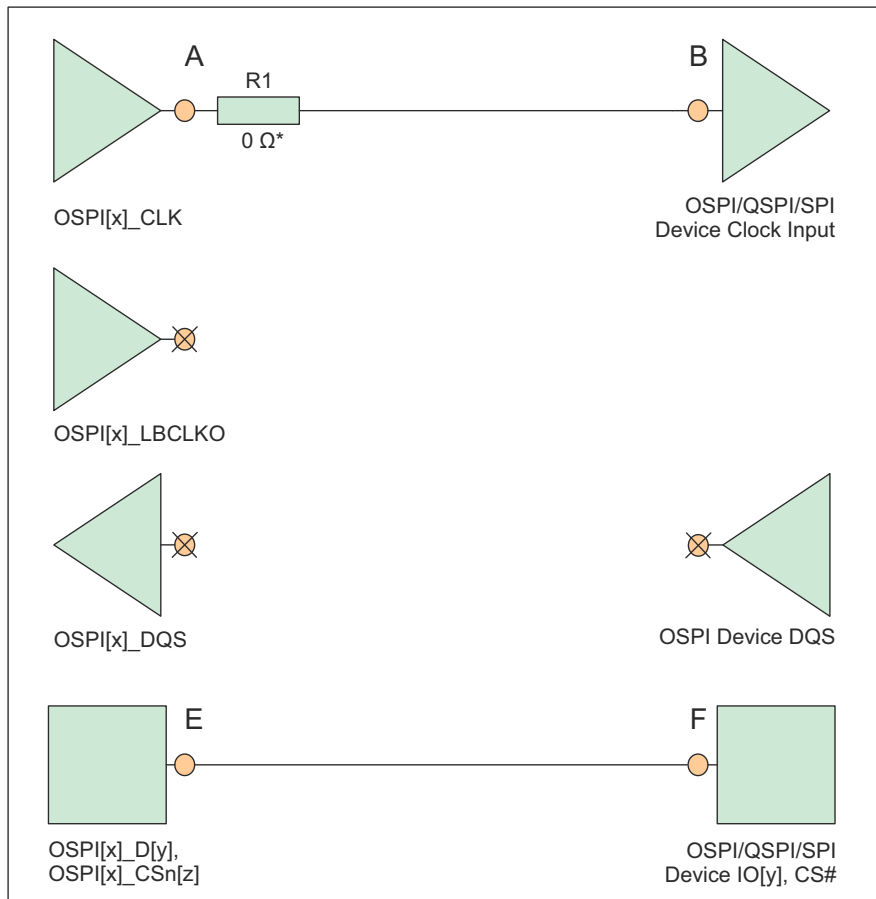 A
B
R1
0 Ω*
OSPI[x]_CLK
OSPI/QSPI/SPI
Device Clock Input
OSPI[x]_LBCLKO
OSPI[x]_DQS
OSPI Device DQS
E
F
OSPI[x]_D[y],
OSPI[x]_CSn[z]
OSPI/QSPI/SPI
Device IO[y], CS#